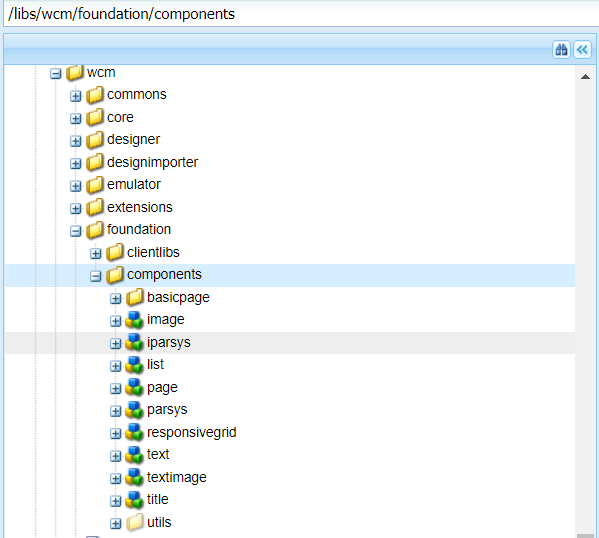 /libs/wcm/foundation/components
wcm
commons
core
designer
designimporter
emulator
extensions
foundation
clientlibs
components
basicpage
image
iparsys
list
page
parsys
responsivegrid
text
textimage
title
utils